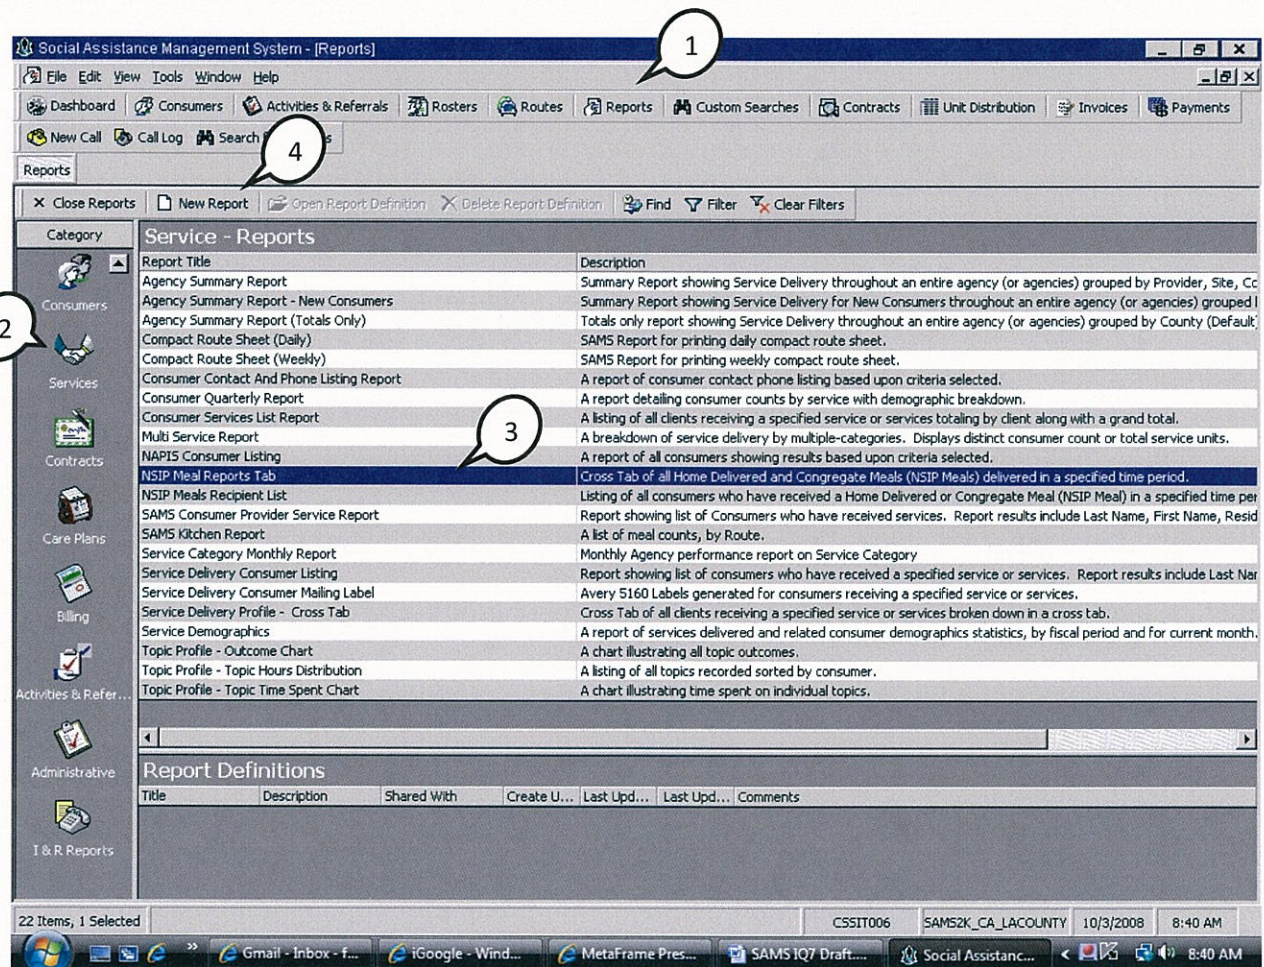 1
Social Assistance Management System - [Reports]
File Edit View Tools Window Help
Dashboard Consumers Activities & Referrals Rosters Routes Reports Custom Searches Contracts Unit Distribution Invoices Payments
New Call Call Log Search
4
Reports
Close Reports New Report Open Report Definition Delete Report Definition Find Filter Clear Filters
Category
Service - Reports
Report Title Description
Agency Summary Report Summary Report showing Service Delivery throughout an entire agency (or agencies) grouped by Provider, Site, Co
Consumers
Agency Summary Report - New Consumers Summary Report showing Service Delivery for New Consumers throughout an entire agency (or agencies) grouped
2
Agency Summary Report (Totals Only) Totals only report showing Service Delivery throughout an entire agency (or agencies) grouped by County (Default
Compact Route Sheet (Daily) SAMS Report for printing daily compact route sheet.
Compact Route Sheet (Weekly) SAMS Report for printing weekly compact route sheet.
Services
Consumer Contact And Phone Listing Report A report of consumer contact phone listing based upon criteria selected.
Consumer Quarterly Report A report detailing consumer counts by service with demographic breakdown.
Consumer Services List Report A listing of all clients receiving a specified service or services totaling by client along with a grand total.
3
Multi Service Report A breakdown of service delivery by multiple-categories. Displays distinct consumer count or total service units.
Contracts
NAPIS Consumer Listing A report of all consumers showing results based upon criteria selected.
NSIP Meal Reports Tab Cross Tab of all Home Delivered and Congregate Meals (NSIP Meals) delivered in a specified time period.
NSIP Meals Recipient List Listing of all consumers who have received a Home Delivered or Congregate Meal (NSIP Meal) in a specified time per
SAMS Consumer Provider Service Report Report showing list of Consumers who have received services. Report results include Last Name, First Name, Resid
Care Plans
SAMS Kitchen Report A list of meal counts, by Route.
Service Category Monthly Report Monthly Agency performance report on Service Category
Service Delivery Consumer Listing Report showing list of consumers who have received a specified service or services. Report results include Last Nar
Service Delivery Consumer Mailing Label Avery 5160 Labels generated for consumers receiving a specified service or services.
Billing
Service Delivery Profile - Cross Tab Cross Tab of all clients receiving a specified service or services broken down in a cross tab.
Service Demographics A report of services delivered and related consumer demographics statistics, by fiscal period and for current month.
Topic Profile - Outcome Chart A chart illustrating all topic outcomes.
Topic Profile - Topic Hours Distribution A listing of all topics recorded sorted by consumer.
Activities & Refer...
Topic Profile - Topic Time Spent Chart A chart illustrating time spent on individual topics.
Administrative
Report Definitions
Title Description Shared With Create U... Last Upd... Last Upd... Comments
I & R Reports
22 Items, 1 Selected CSSIT006 SAMS2K_CA_LACOUNTY 10/3/2008 8:40 AM
Gmail - Inbox - f... iGoogle - Wind... MetaFrame Pres... SAMS IQ7 Draft.... Social Assistanc... 8:40 AM